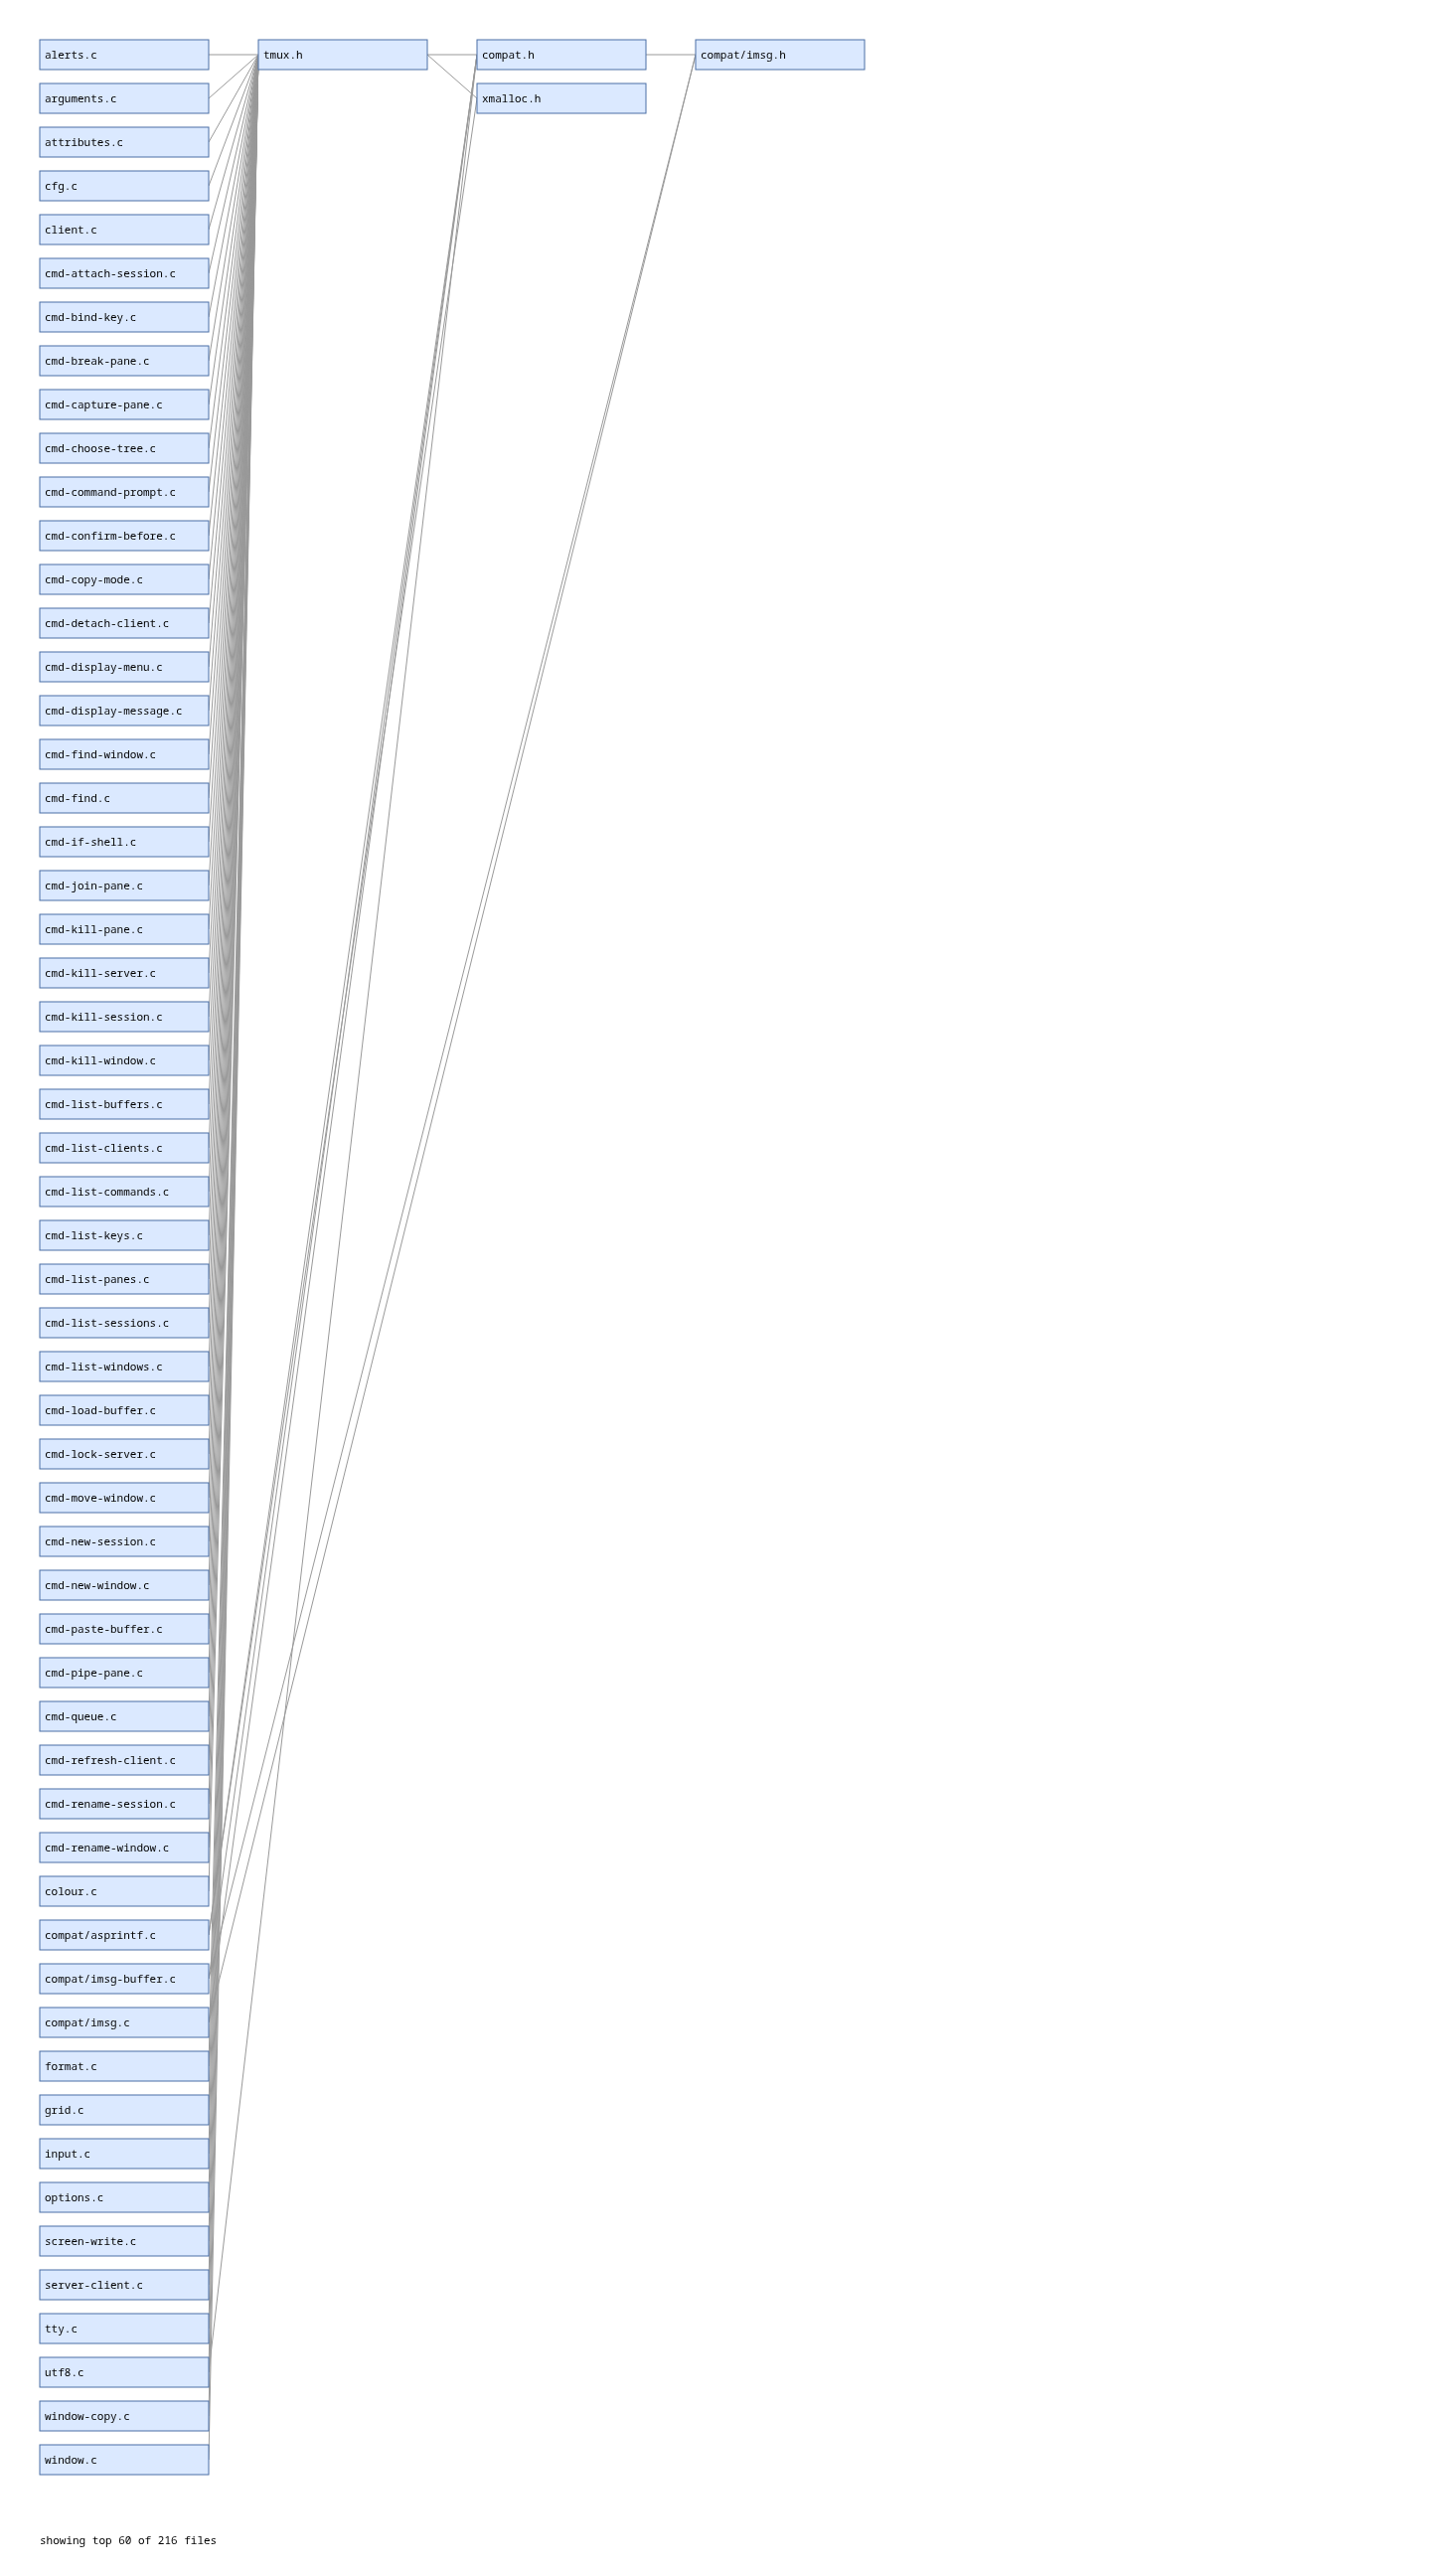 alerts.c
tmux.h
compat.h
compat/imsg.h
arguments.c
xmalloc.h
attributes.c
cfg.c
client.c
cmd-attach-session.c
cmd-bind-key.c
cmd-break-pane.c
cmd-capture-pane.c
cmd-choose-tree.c
cmd-command-prompt.c
cmd-confirm-before.c
cmd-copy-mode.c
cmd-detach-client.c
cmd-display-menu.c
cmd-display-message.c
cmd-find-window.c
cmd-find.c
cmd-if-shell.c
cmd-join-pane.c
cmd-kill-pane.c
cmd-kill-server.c
cmd-kill-session.c
cmd-kill-window.c
cmd-list-buffers.c
cmd-list-clients.c
cmd-list-commands.c
cmd-list-keys.c
cmd-list-panes.c
cmd-list-sessions.c
cmd-list-windows.c
cmd-load-buffer.c
cmd-lock-server.c
cmd-move-window.c
cmd-new-session.c
cmd-new-window.c
cmd-paste-buffer.c
cmd-pipe-pane.c
cmd-queue.c
cmd-refresh-client.c
cmd-rename-session.c
cmd-rename-window.c
colour.c
compat/asprintf.c
compat/imsg-buffer.c
compat/imsg.c
format.c
grid.c
input.c
options.c
screen-write.c
server-client.c
tty.c
utf8.c
window-copy.c
window.c
showing top 60 of 216 files